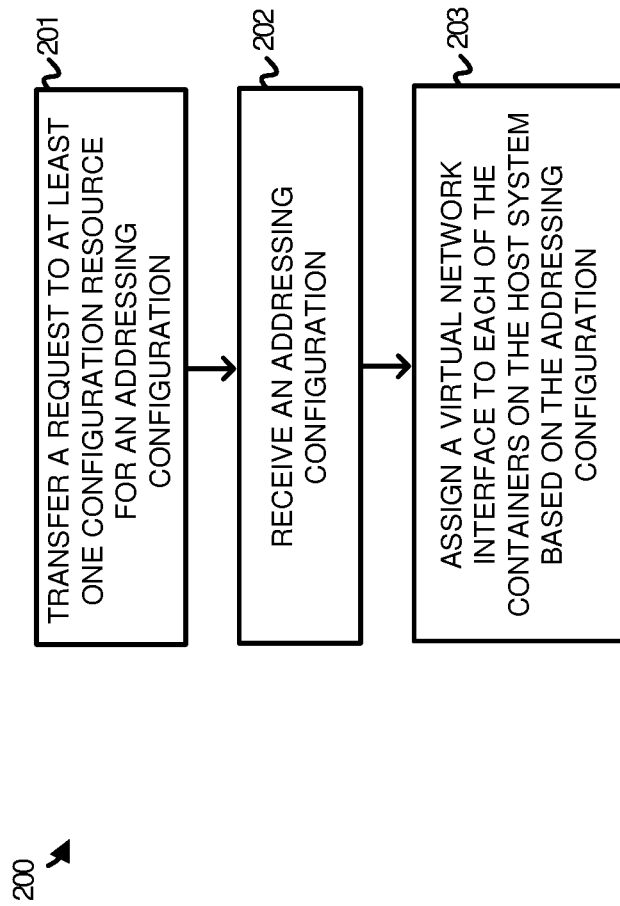 200
TRANSFER A REQUEST TO AT LEAST
ONE CONFIGURATION RESOURCE
FOR AN ADDRESSING
CONFIGURATION
201
RECEIVE AN ADDRESSING
CONFIGURATION
202
ASSIGN A VIRTUAL NETWORK
INTERFACE TO EACH OF THE
CONTAINERS ON THE HOST SYSTEM
BASED ON THE ADDRESSING
CONFIGURATION
203